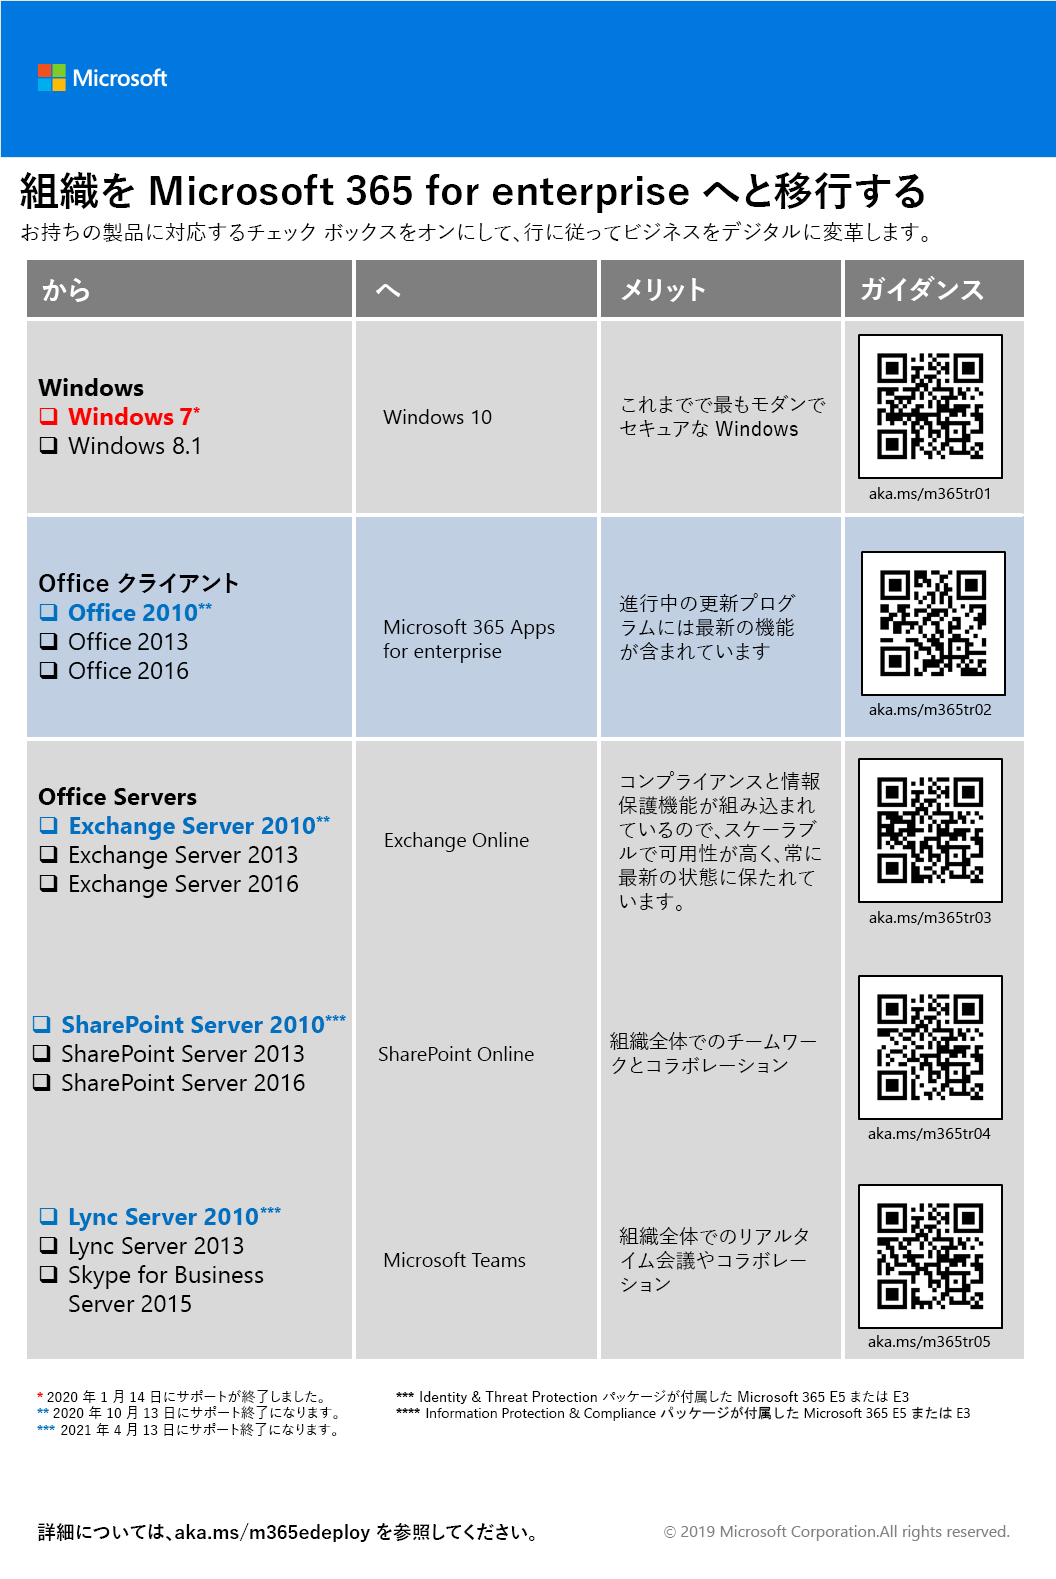 Microsoft
組織を Microsoft 365 for enterprise へと移行する
お持ちの製品に対応するチェック ボックスをオンにして、行に従ってビジネスをデジタルに変革します。
から
へ
メリット
ガイダンス
Windows
❑ Windows 7*
❑ Windows 8.1
Windows 10
これまでで最もモダンで
セキュアな Windows
aka.ms/m365tr01
Office クライアント
❑ Office 2010**
❑ Office 2013
❑ Office 2016
Microsoft 365 Apps
for enterprise
進行中の更新プログ
ラムには最新の機能
が含まれています
aka.ms/m365tr02
Office Servers
❑ Exchange Server 2010**
❑ Exchange Server 2013
❑ Exchange Server 2016
Exchange Online
コンプライアンスと情報
保護機能が組み込まれ
ているので、スケーラブ
ルで可用性が高く、常に
最新の状態に保たれて
います。
aka.ms/m365tr03
❑ SharePoint Server 2010***
❑ SharePoint Server 2013
❑ SharePoint Server 2016
SharePoint Online
組織全体でのチームワー
クとコラボレーション
aka.ms/m365tr04
❑ Lync Server 2010***
❑ Lync Server 2013
❑ Skype for Business
Server 2015
Microsoft Teams
組織全体でのリアルタ
イム会議やコラボレー
ション
aka.ms/m365tr05
* 2020 年 1 月 14 日にサポートが終了しました。
** 2020 年 10 月 13 日にサポート終了になります。
*** 2021 年 4 月 13 日にサポート終了になります。
*** Identity & Threat Protection パッケージが付属した Microsoft 365 E5 または E3
**** Information Protection & Compliance パッケージが付属した Microsoft 365 E5 または E3
詳細については、aka.ms/m365edeploy を参照してください。
© 2019 Microsoft Corporation.All rights reserved.